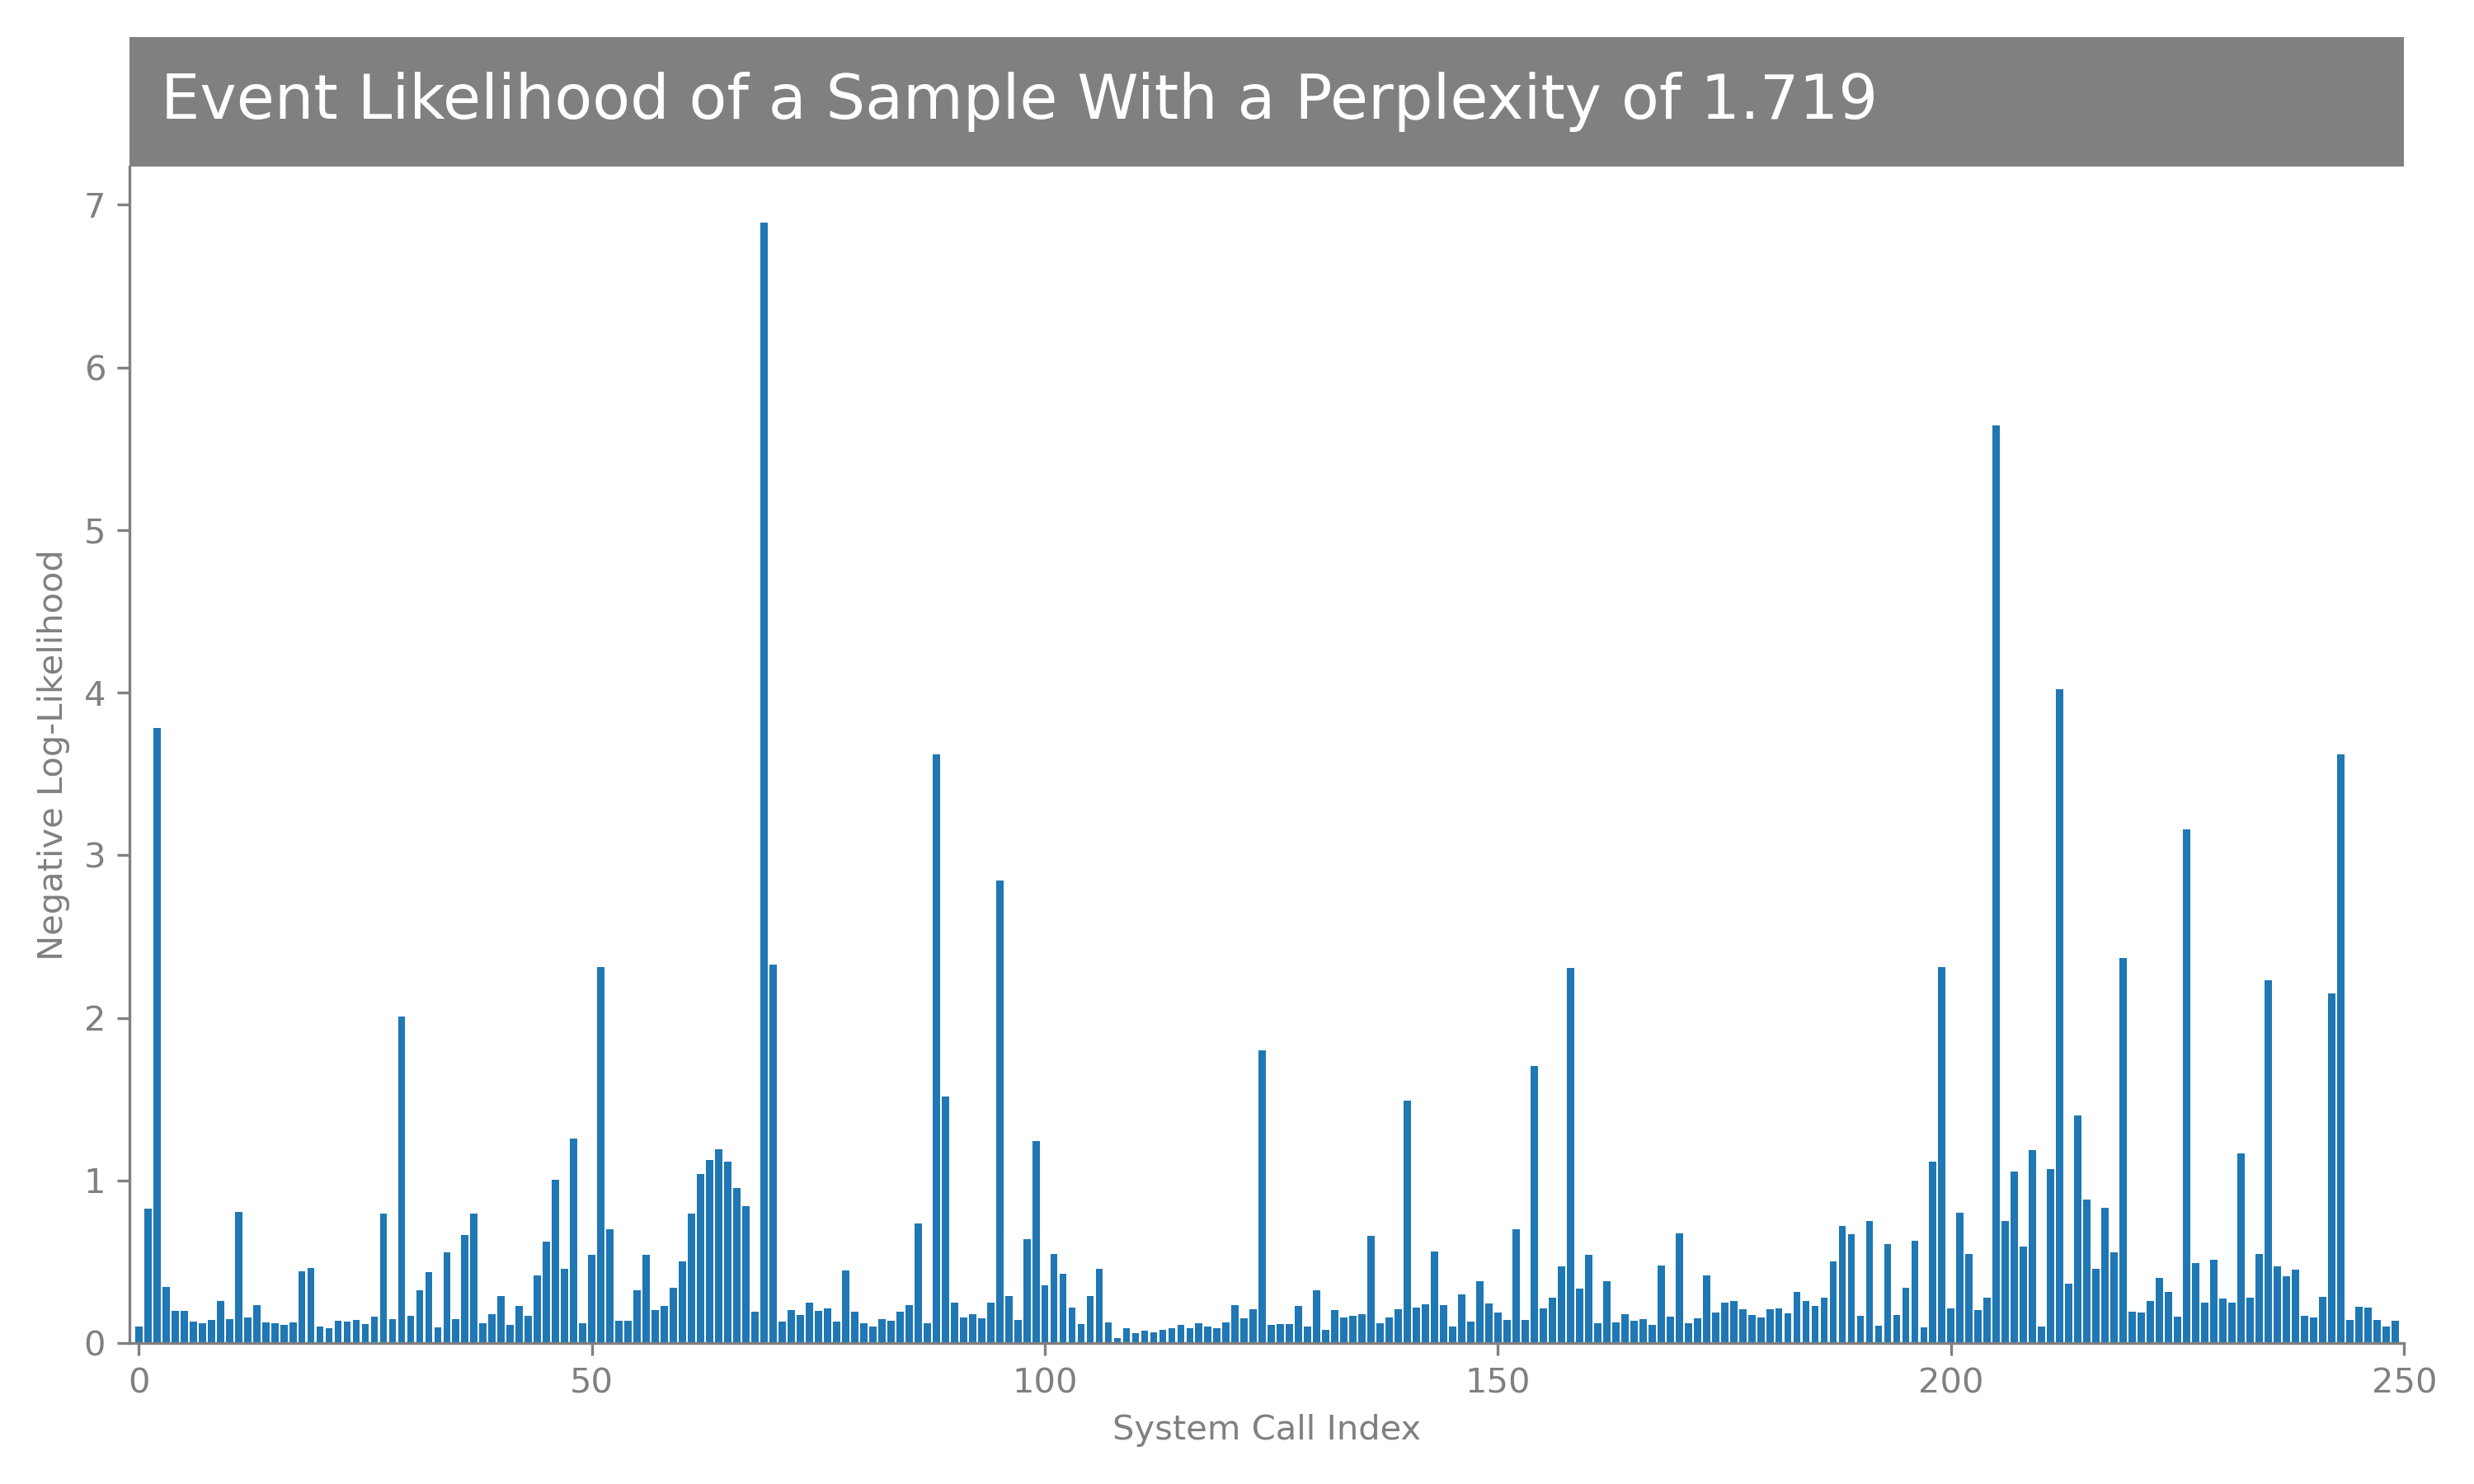 Event Likelihood of a Sample With a Perplexity of 1.719
7
6
5
4
3
2
1
0
Negative Log-Likelihood
0 50 100 150 200 250
System Call Index